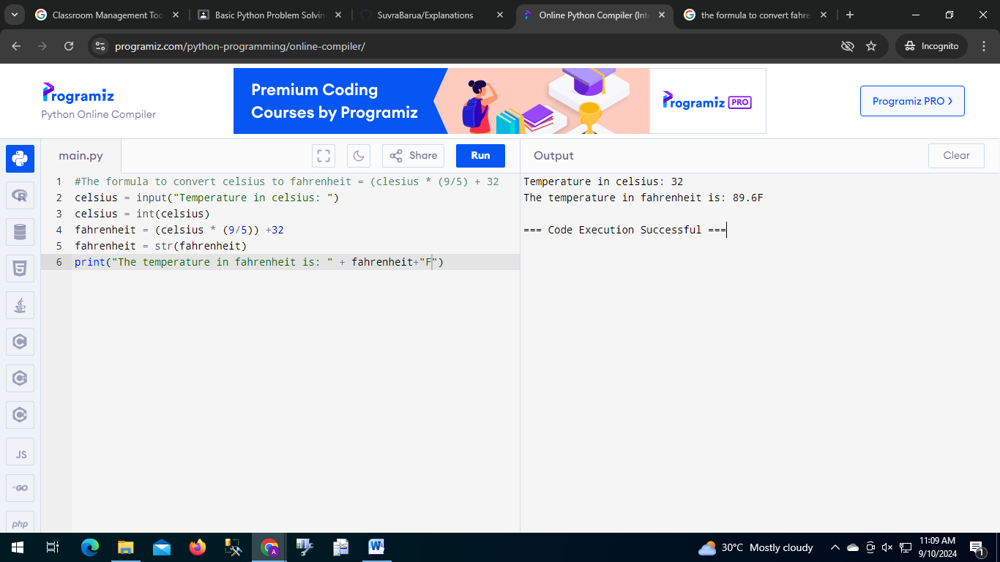 Classroom Management Too
Basic Python Problem Solvin
SuvraBarua/Explanations
Online Python Compiler (Int
the formula to convert fahre
programiz.com/python-programming/online-compiler/
Incognito
Programiz
Python Online Compiler
Premium Coding
Courses by Programiz
Programiz PRO
Programiz PRO >
main.py
Share
Run
Output
Clear
1 #The formula to convert celsius to fahrenheit = (clesius * (9/5) + 32
2 celsius = input("Temperature in celsius: ")
3 celsius = int(celsius)
4 fahrenheit = (celsius * (9/5)) +32
5 fahrenheit = str(fahrenheit)
6 print("The temperature in fahrenheit is: " + fahrenheit+"F")
Temperature in celsius: 32
The temperature in fahrenheit is: 89.6F
=== Code Execution Successful ===
JS
GO
php
30°C Mostly cloudy
11:09 AM
9/10/2024
1